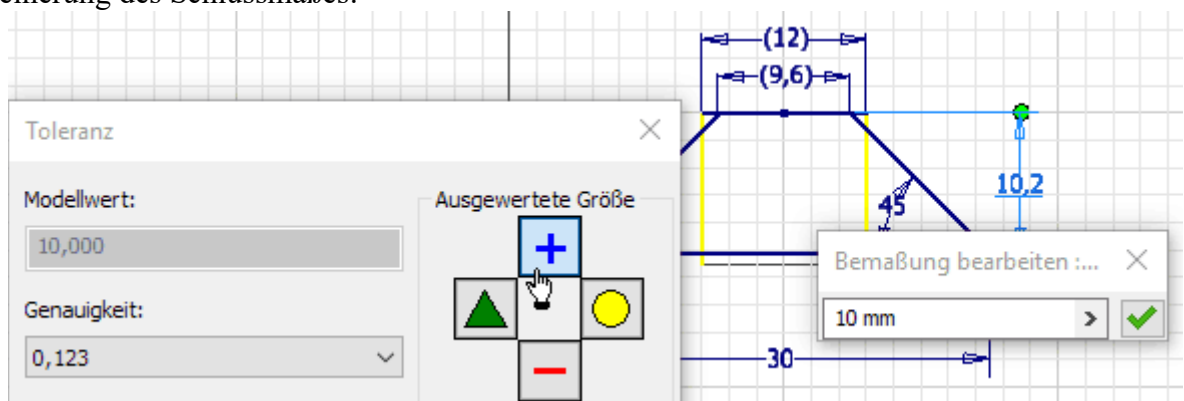 (12)
(9,6)
Toleranz
Modellwert:
Ausgewertete Größe
10,2
45
10,000
Bemaßung bearbeiten :...
Genauigkeit:
10 mm
0,123
30